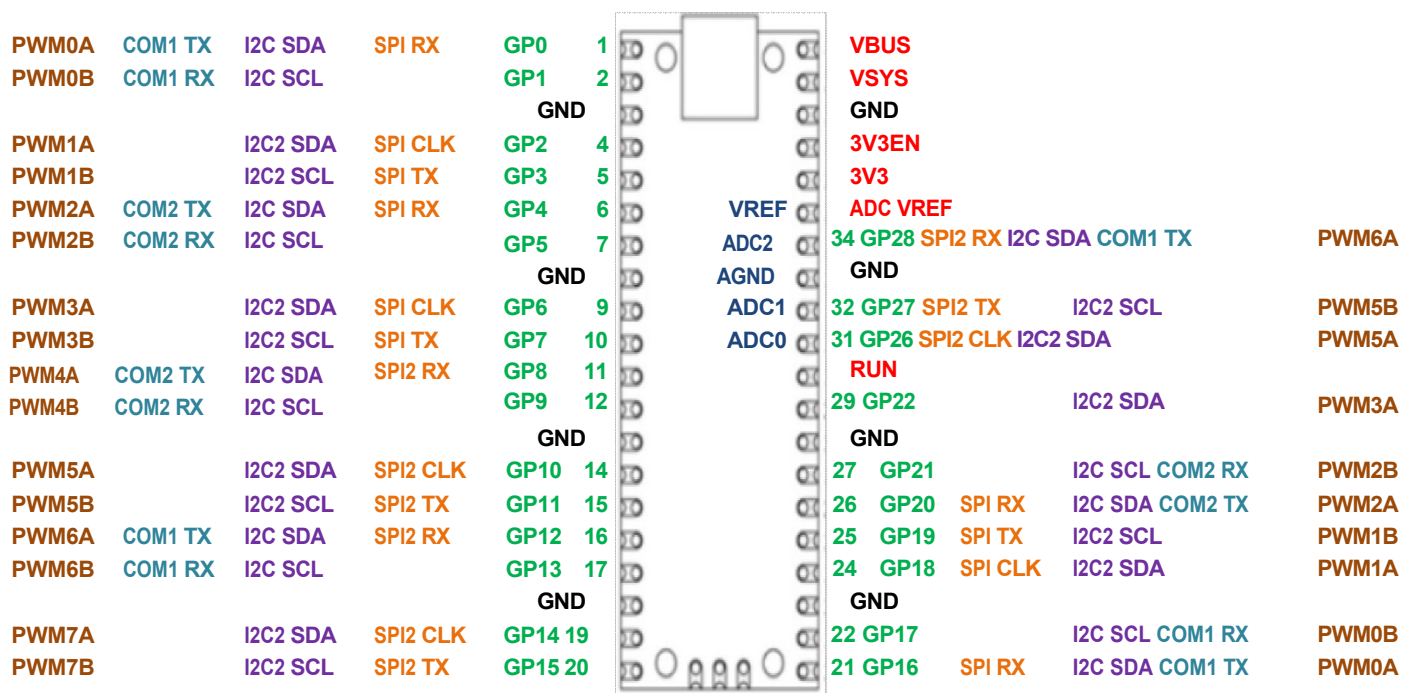 PWM0A COM1 TX I2C SDA SPI RX GP0 1 VBUS
PWM0B COM1 RX I2C SCL GP1 2 VSYS
GND GND
PWM1A I2C2 SDA SPI CLK GP2 4 3V3EN
PWM1B I2C2 SCL SPI TX GP3 5 3V3
PWM2A COM2 TX I2C SDA SPI RX GP4 6 VREF ADC VREF
PWM2B COM2 RX I2C SCL GP5 7 ADC2 34 GP28 SPI2 RX I2C SDA COM1 TX PWM6A
GND AGND GND
PWM3A I2C2 SDA SPI CLK GP6 9 ADC1 32 GP27 SPI2 TX I2C2 SCL PWM5B
PWM3B I2C2 SCL SPI TX GP7 10 ADC0 31 GP26 SPI2 CLK I2C2 SDA PWM5A
PWM4A COM2 TX I2C SDA SPI2 RX GP8 11 RUN
PWM4B COM2 RX I2C SCL GP9 12 29 GP22 I2C2 SDA PWM3A
GND GND
PWM5A I2C2 SDA SPI2 CLK GP10 14 27 GP21 I2C SCL COM2 RX PWM2B
PWM5B I2C2 SCL SPI2 TX GP11 15 26 GP20 SPI RX I2C SDA COM2 TX PWM2A
PWM6A COM1 TX I2C SDA SPI2 RX GP12 16 25 GP19 SPI TX I2C2 SCL PWM1B
PWM6B COM1 RX I2C SCL GP13 17 24 GP18 SPI CLK I2C2 SDA PWM1A
GND GND
PWM7A I2C2 SDA SPI2 CLK GP14 19 22 GP17 I2C SCL COM1 RX PWM0B
PWM7B I2C2 SCL SPI2 TX GP15 20 21 GP16 SPI RX I2C SDA COM1 TX PWM0A